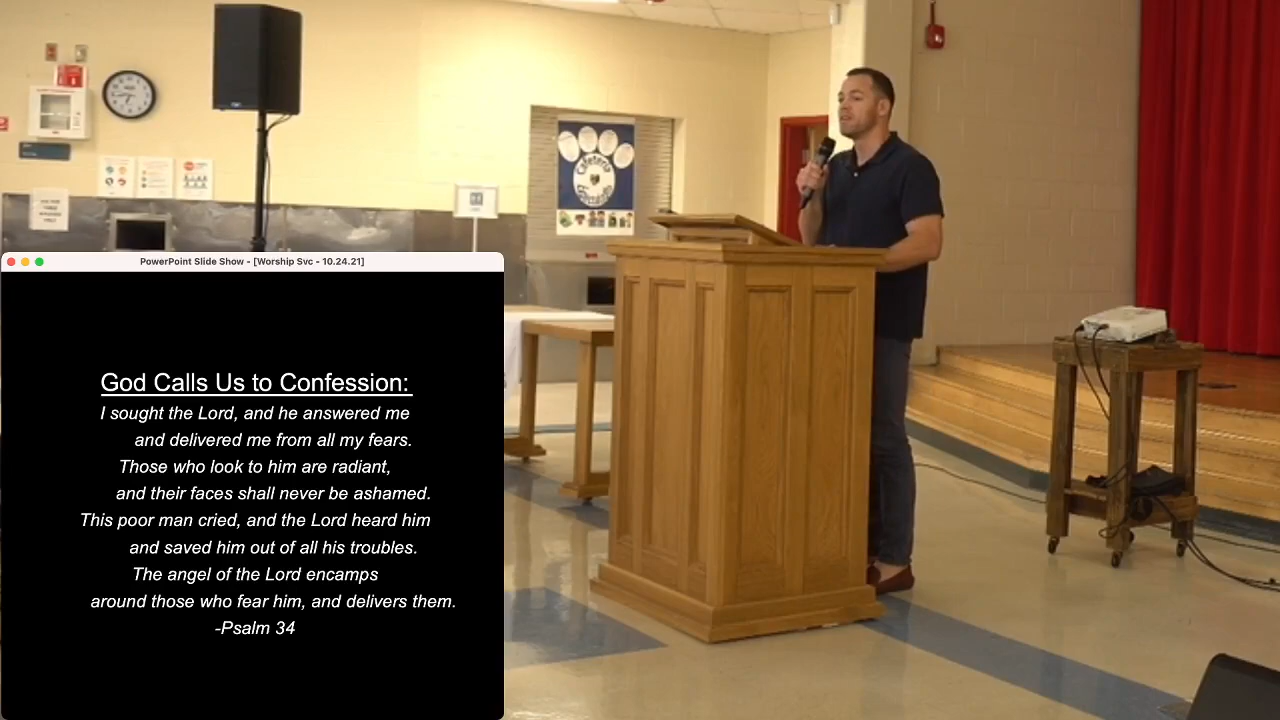 Cafeteria
PowerPoint Slide Show - [Worship Svc - 10.24.21]
God Calls Us to Confession:
I sought the Lord, and he answered me
and delivered me from all my fears.
Those who look to him are radiant,
and their faces shall never be ashamed.
This poor man cried, and the Lord heard him
and saved him out of all his troubles.
The angel of the Lord encamps
around those who fear him, and delivers them.
-Psalm 34